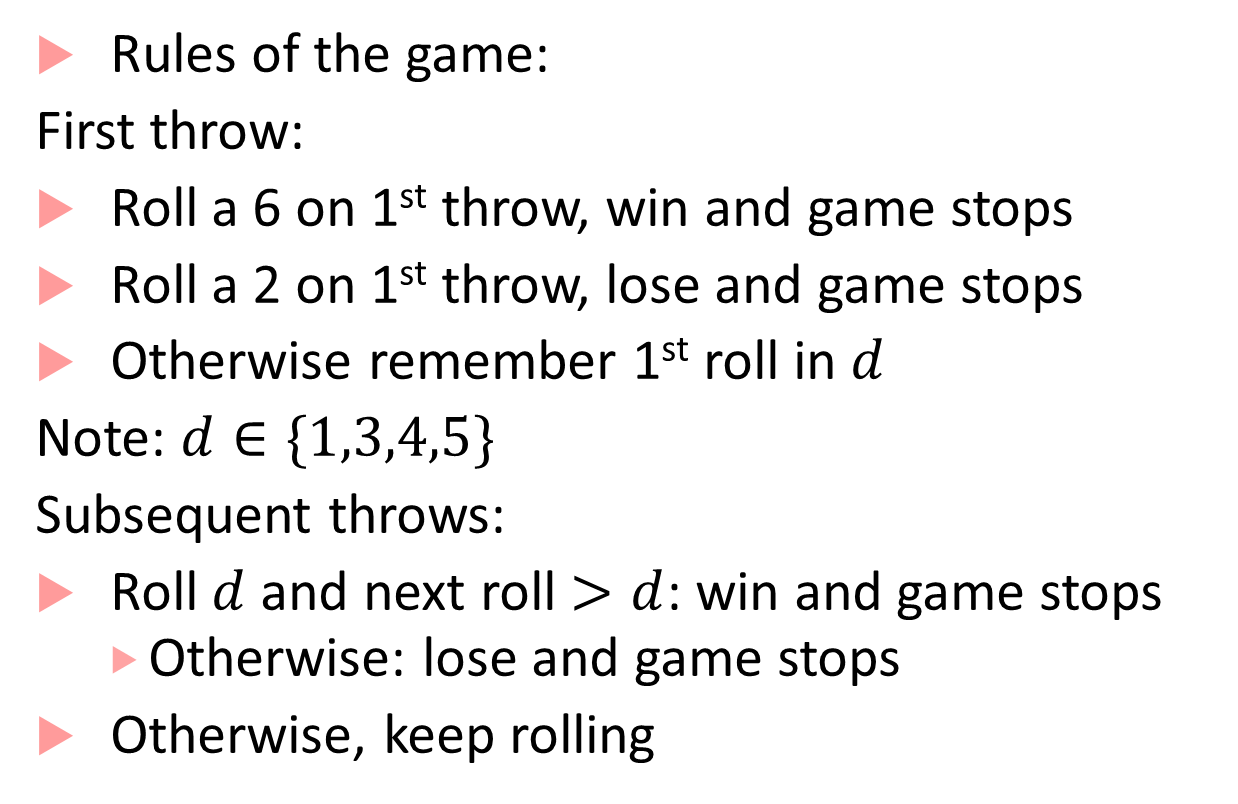 Rules of the game:
First throw:
Roll a 6 on 1st throw, win and game stops
Roll a 2 on 1st throw, lose and game stops
Otherwise remember 1st roll in d
Note: d ∈ {1,3,4,5}
Subsequent throws:
Roll d and next roll > d: win and game stops
Otherwise: lose and game stops
Otherwise, keep rolling